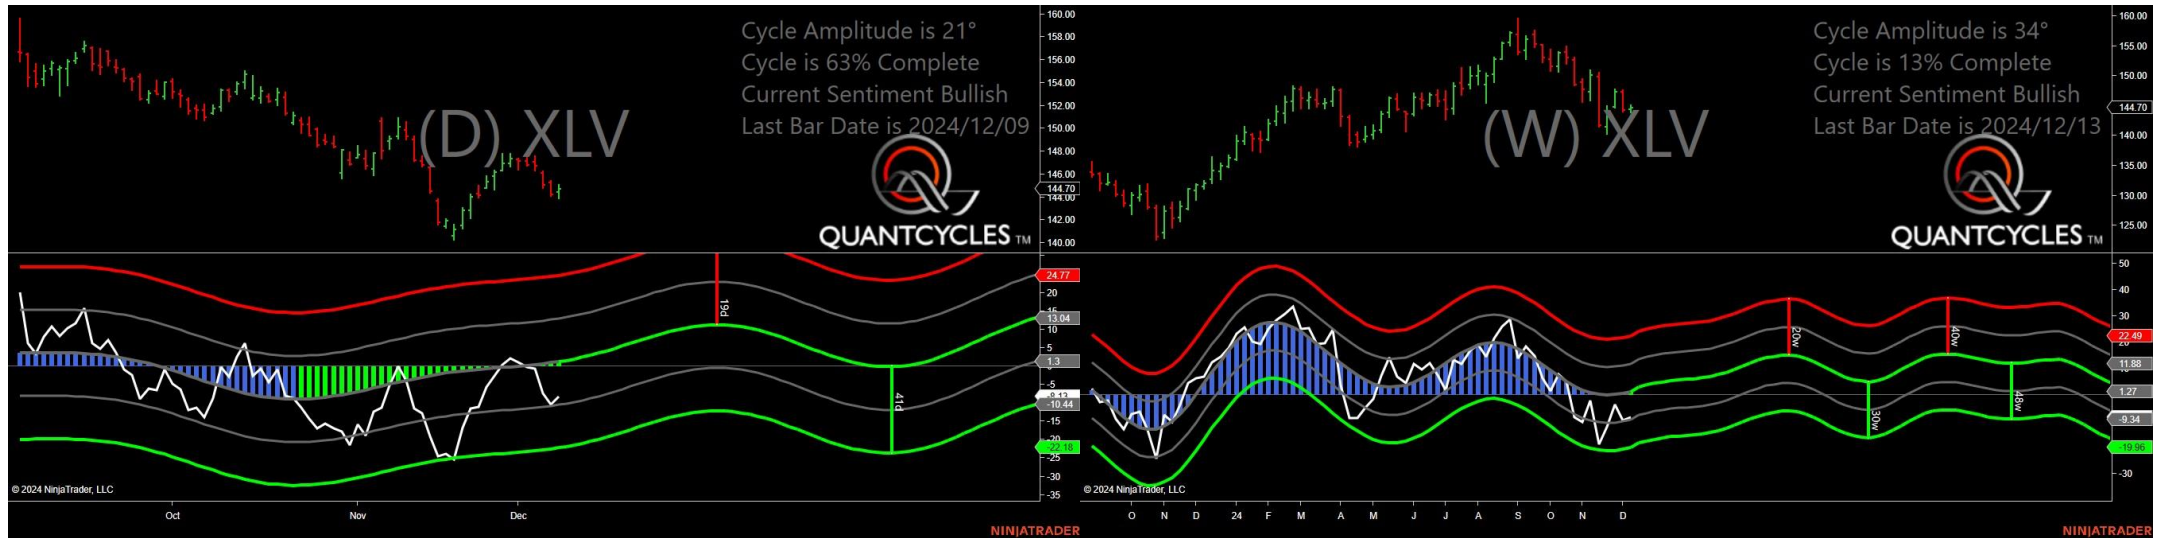 Cycle Amplitude is 21°
Cycle is 63% Complete
Current Sentiment Bullish
Last Bar Date is 2024/12/09
(D) XLV
QUANTCYCLES TM
160.00
158.00
156.00
154.00
152.00
150.00
148.00
146.00
144.70
144.00
142.00
140.00
24.77
20
15
13.04
10
5
1.3
-5
-10.44
-15
-20
-22.18
-25
-30
-35
19d
41d
© 2024 NinjaTrader, LLC
Oct Nov Dec
NINJATRADER
Cycle Amplitude is 34°
Cycle is 13% Complete
Current Sentiment Bullish
Last Bar Date is 2024/12/13
(W) XLV
QUANTCYCLES TM
160.00
155.00
150.00
144.70
140.00
135.00
130.00
125.00
50
40
30
22.49
20
11.88
1.27
-9.34
-19.96
-30
20w
30w
40w
48w
© 2024 NinjaTrader, LLC
O N D 24 F M A M J J A S O N D
NINJATRADER